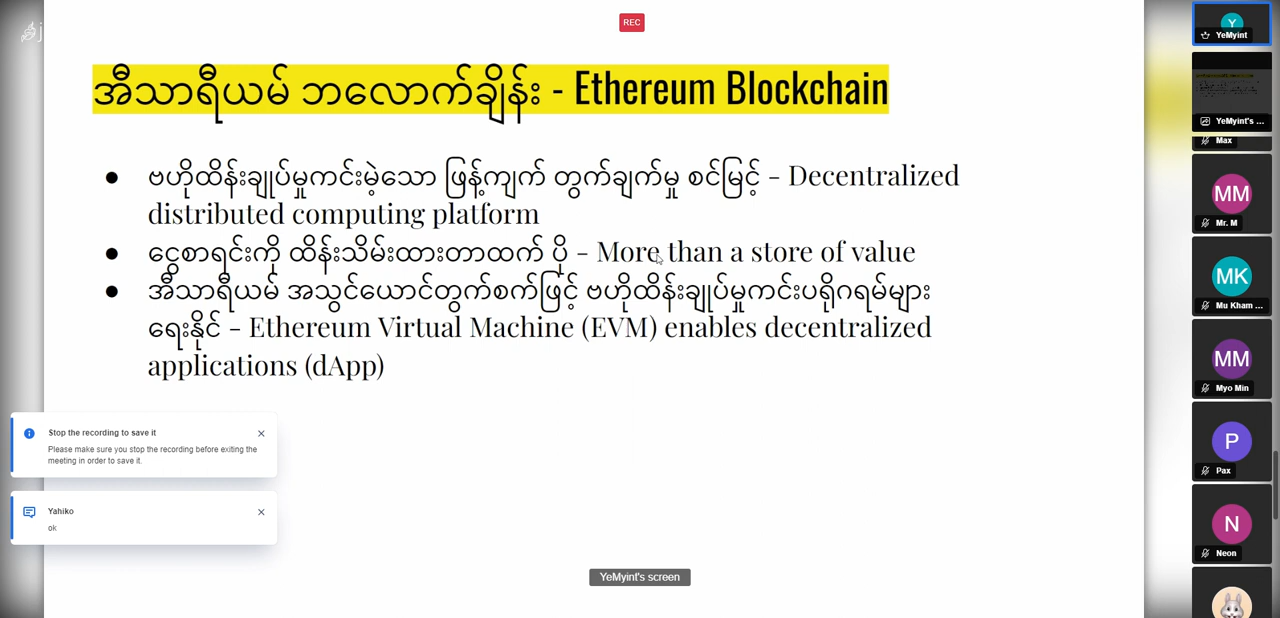 REC
အီသာရီယမ် ဘလောက်ချိန်း - Ethereum Blockchain
● ဗဟိုထိန်းချုပ်မှုကင်းမဲ့သော ဖြန့်ကျက် တွက်ချက်မှု စင်မြင့် - Decentralized
distributed computing platform
● ငွေစာရင်းကို ထိန်းသိမ်းထားတာထက် ပို - More than a store of value
● အီသာရီယမ် အသွင်ယောင်တွက်စက်ဖြင့် ဗဟိုထိန်းချုပ်မှုကင်းပရိုဂရမ်များ
ရေးနိုင် - Ethereum Virtual Machine (EVM) enables decentralized
applications (dApp)
Stop the recording to save it
Please make sure you stop the recording before exiting the
meeting in order to save it.
Yahiko
ok
YeMyint's screen
Y
YeMyint
YeMyint's ...
Max
MM
Mr. M
MK
Mu Kham ...
MM
Myo Min
P
Pax
N
Neon